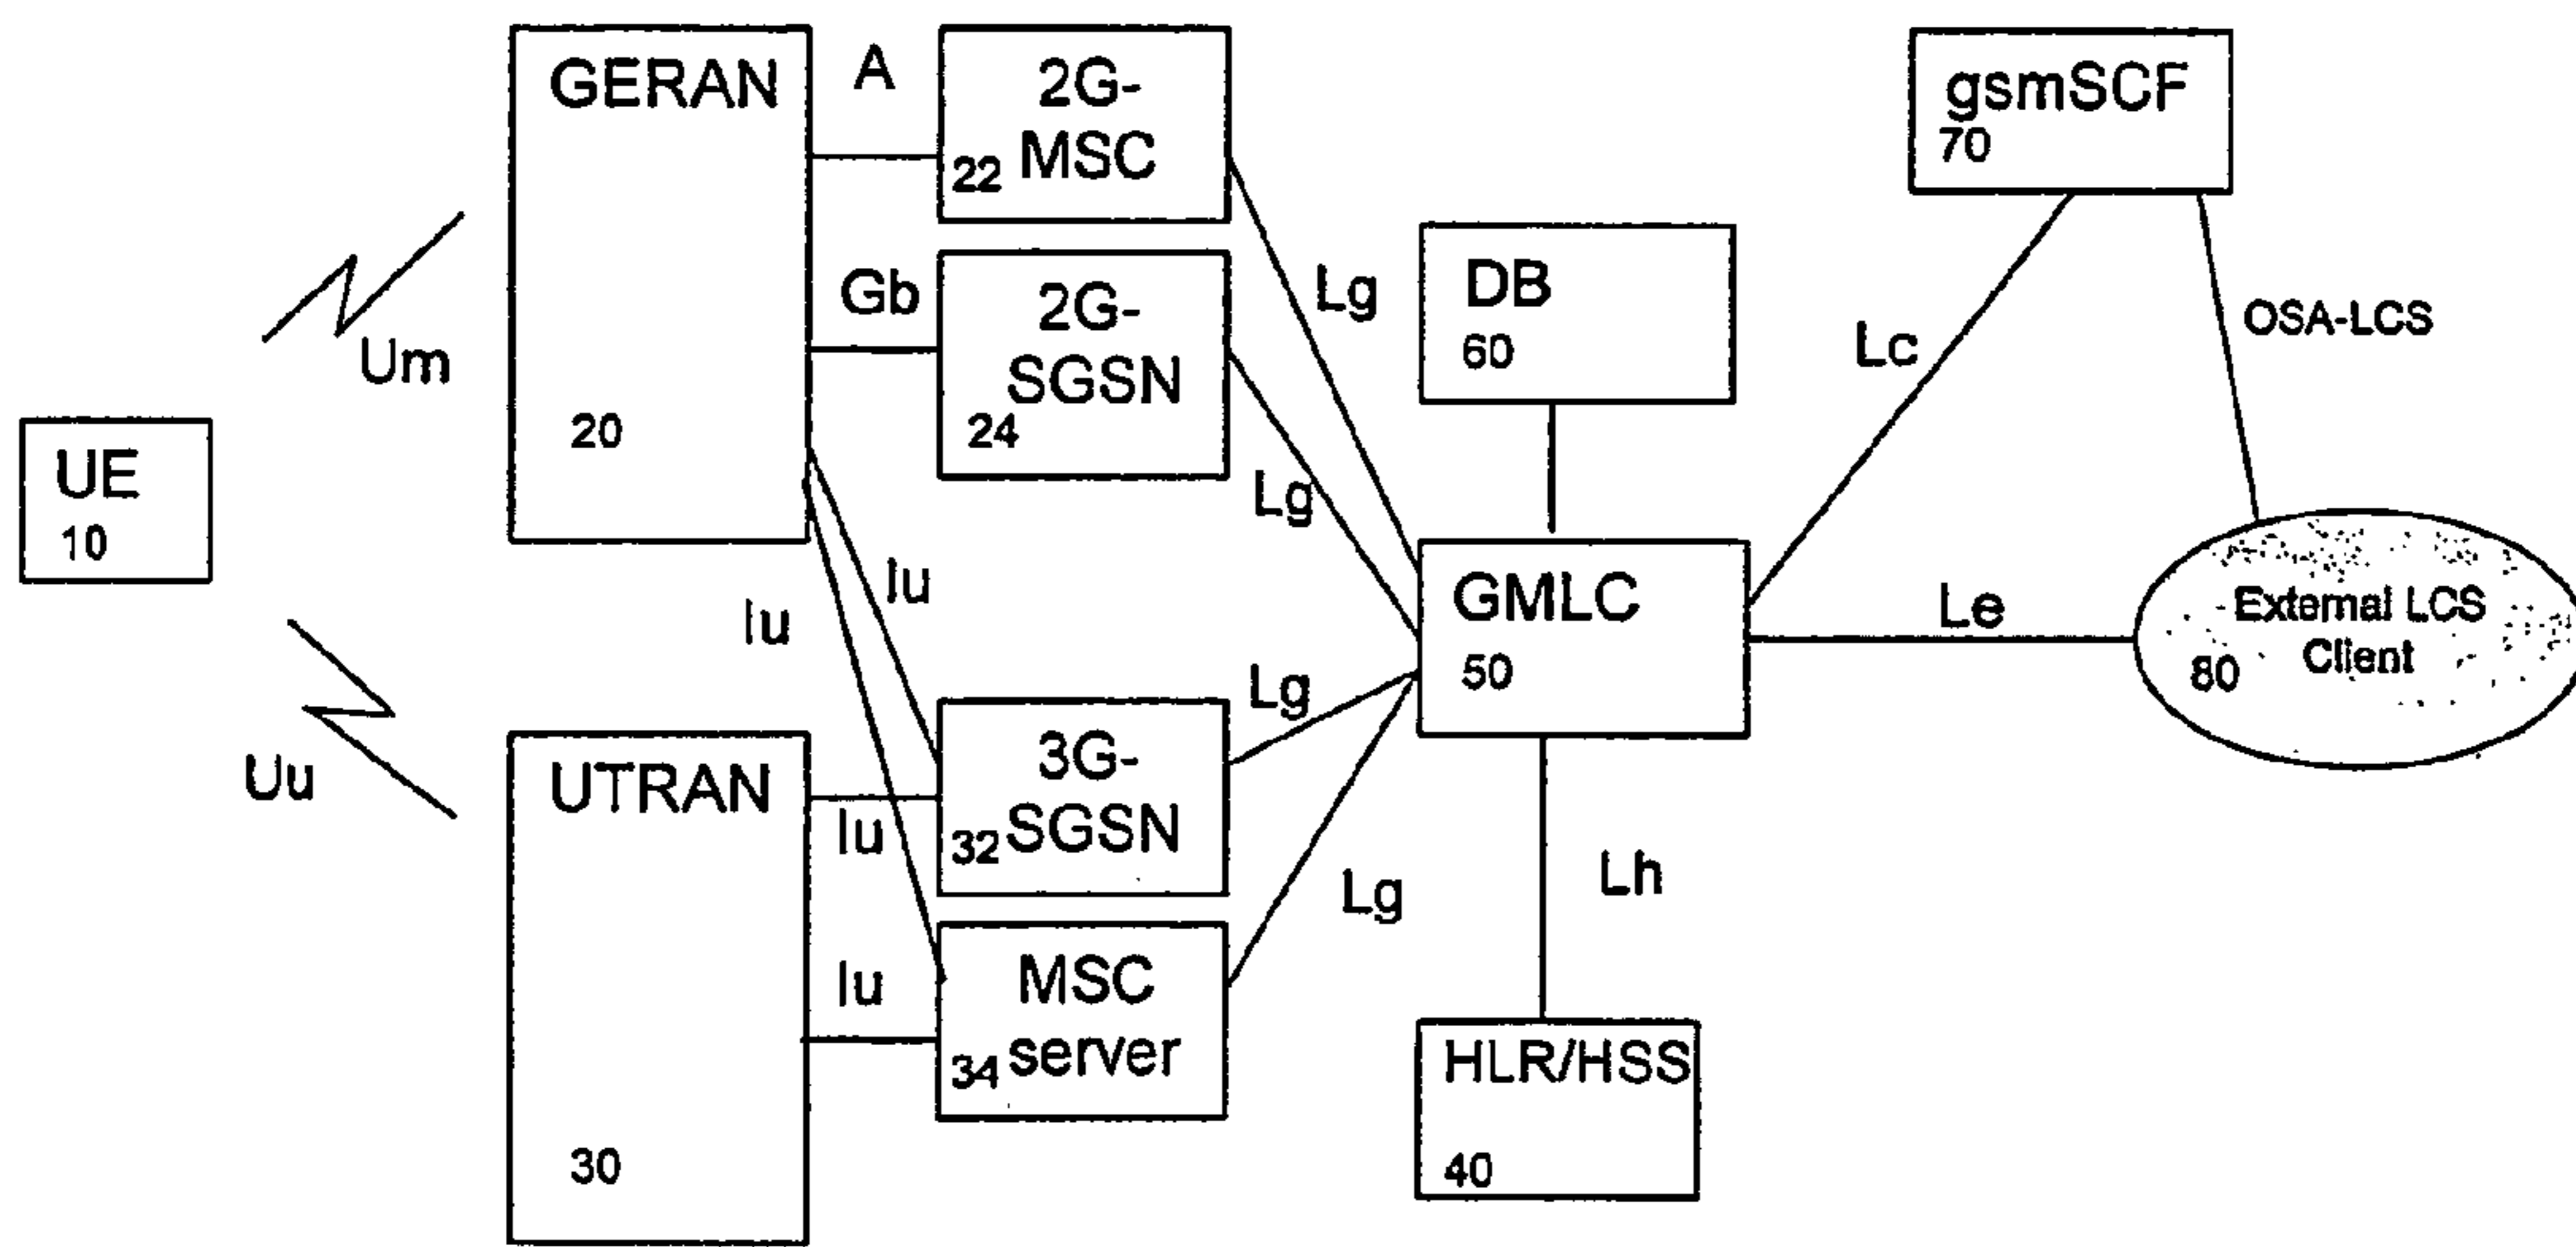 GERAN
20
A
2G-
MSC
22
Gb
2G-
SGSN
24
Um
UE
10
Uu
Iu
Iu
UTRAN
30
Iu
3G-
SGSN
32
Iu
MSC
server
34
Lg
Lg
Lg
Lg
DB
60
GMLC
50
Lh
HLR/HSS
40
gsmSCF
70
Lc
OSA-LCS
Le
External LCS
Client
80